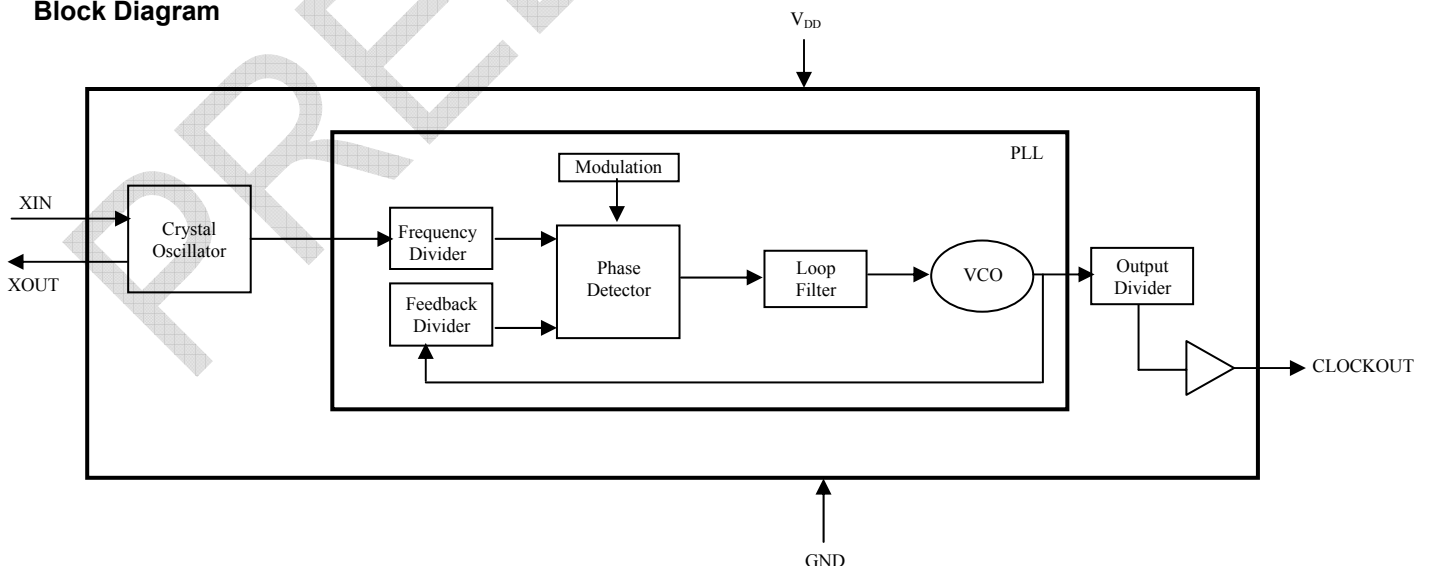 Block Diagram
VDD
PLL
Modulation
XIN
XOUT
Crystal
Oscillator
Frequency
Divider
Feedback
Divider
Phase
Detector
Loop
Filter
VCO
Output
Divider
CLOCKOUT
GND
PRE